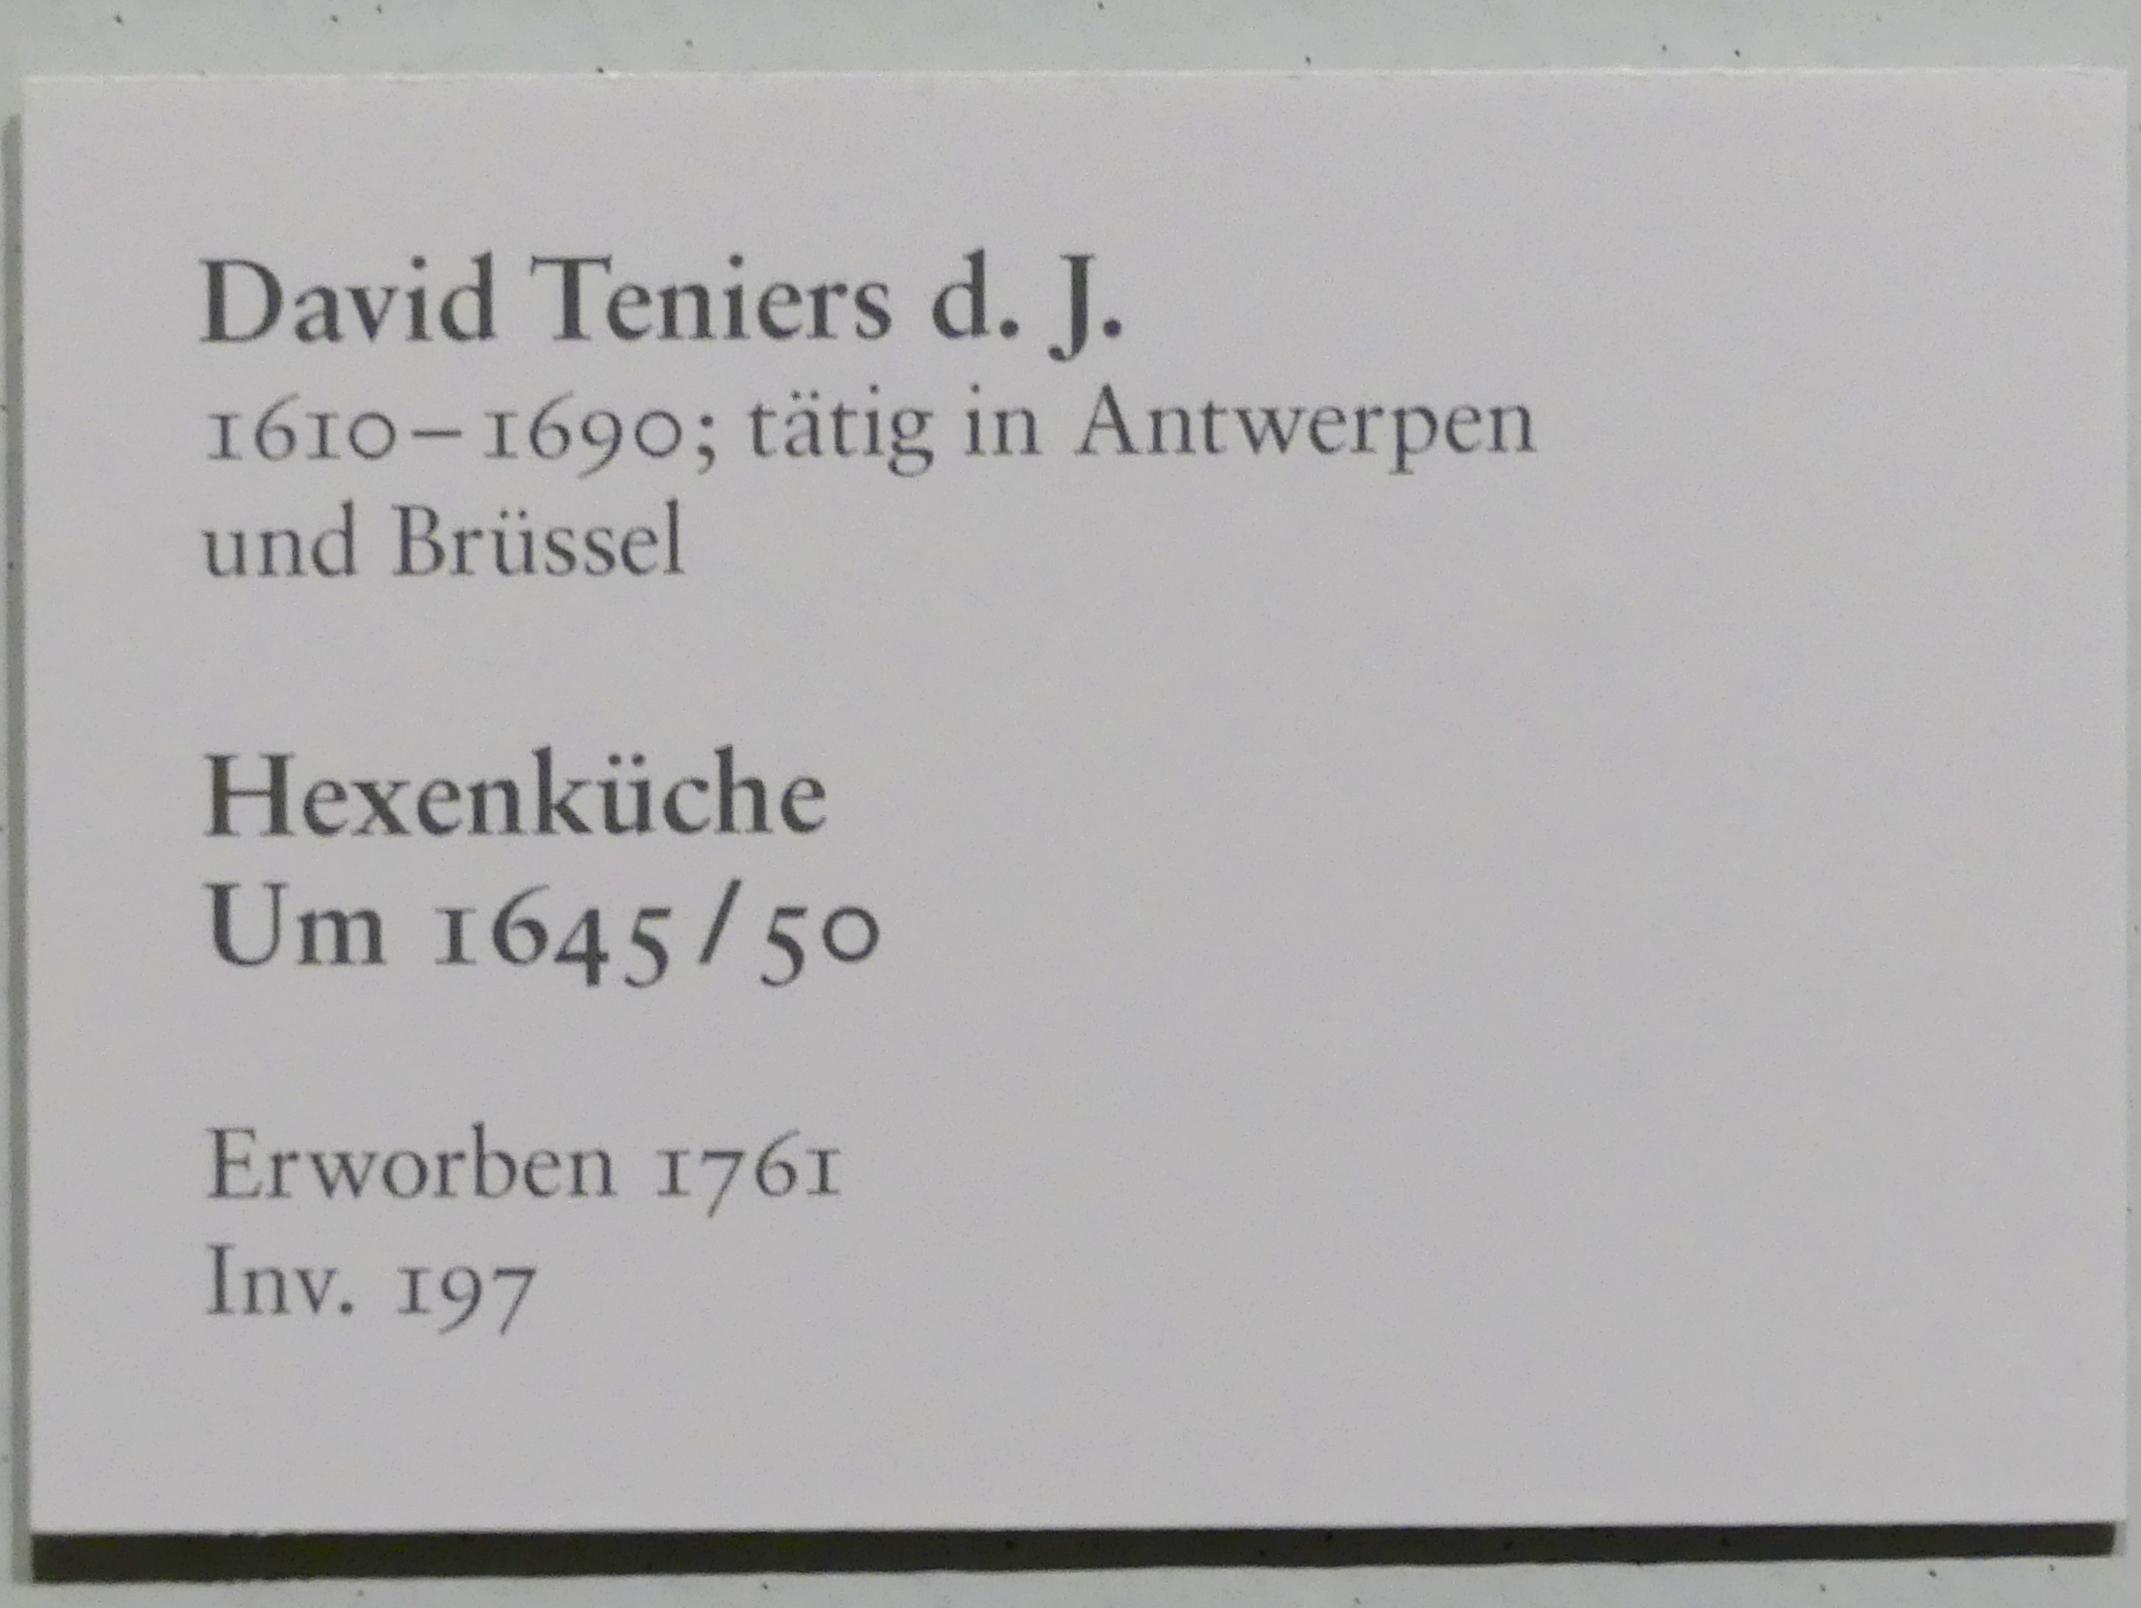 David Teniers d. J.
1610–1690; tätig in Antwerpen
und Brüssel
Hexenküche
Um 1645/50
Erworben 1761
Inv. 197